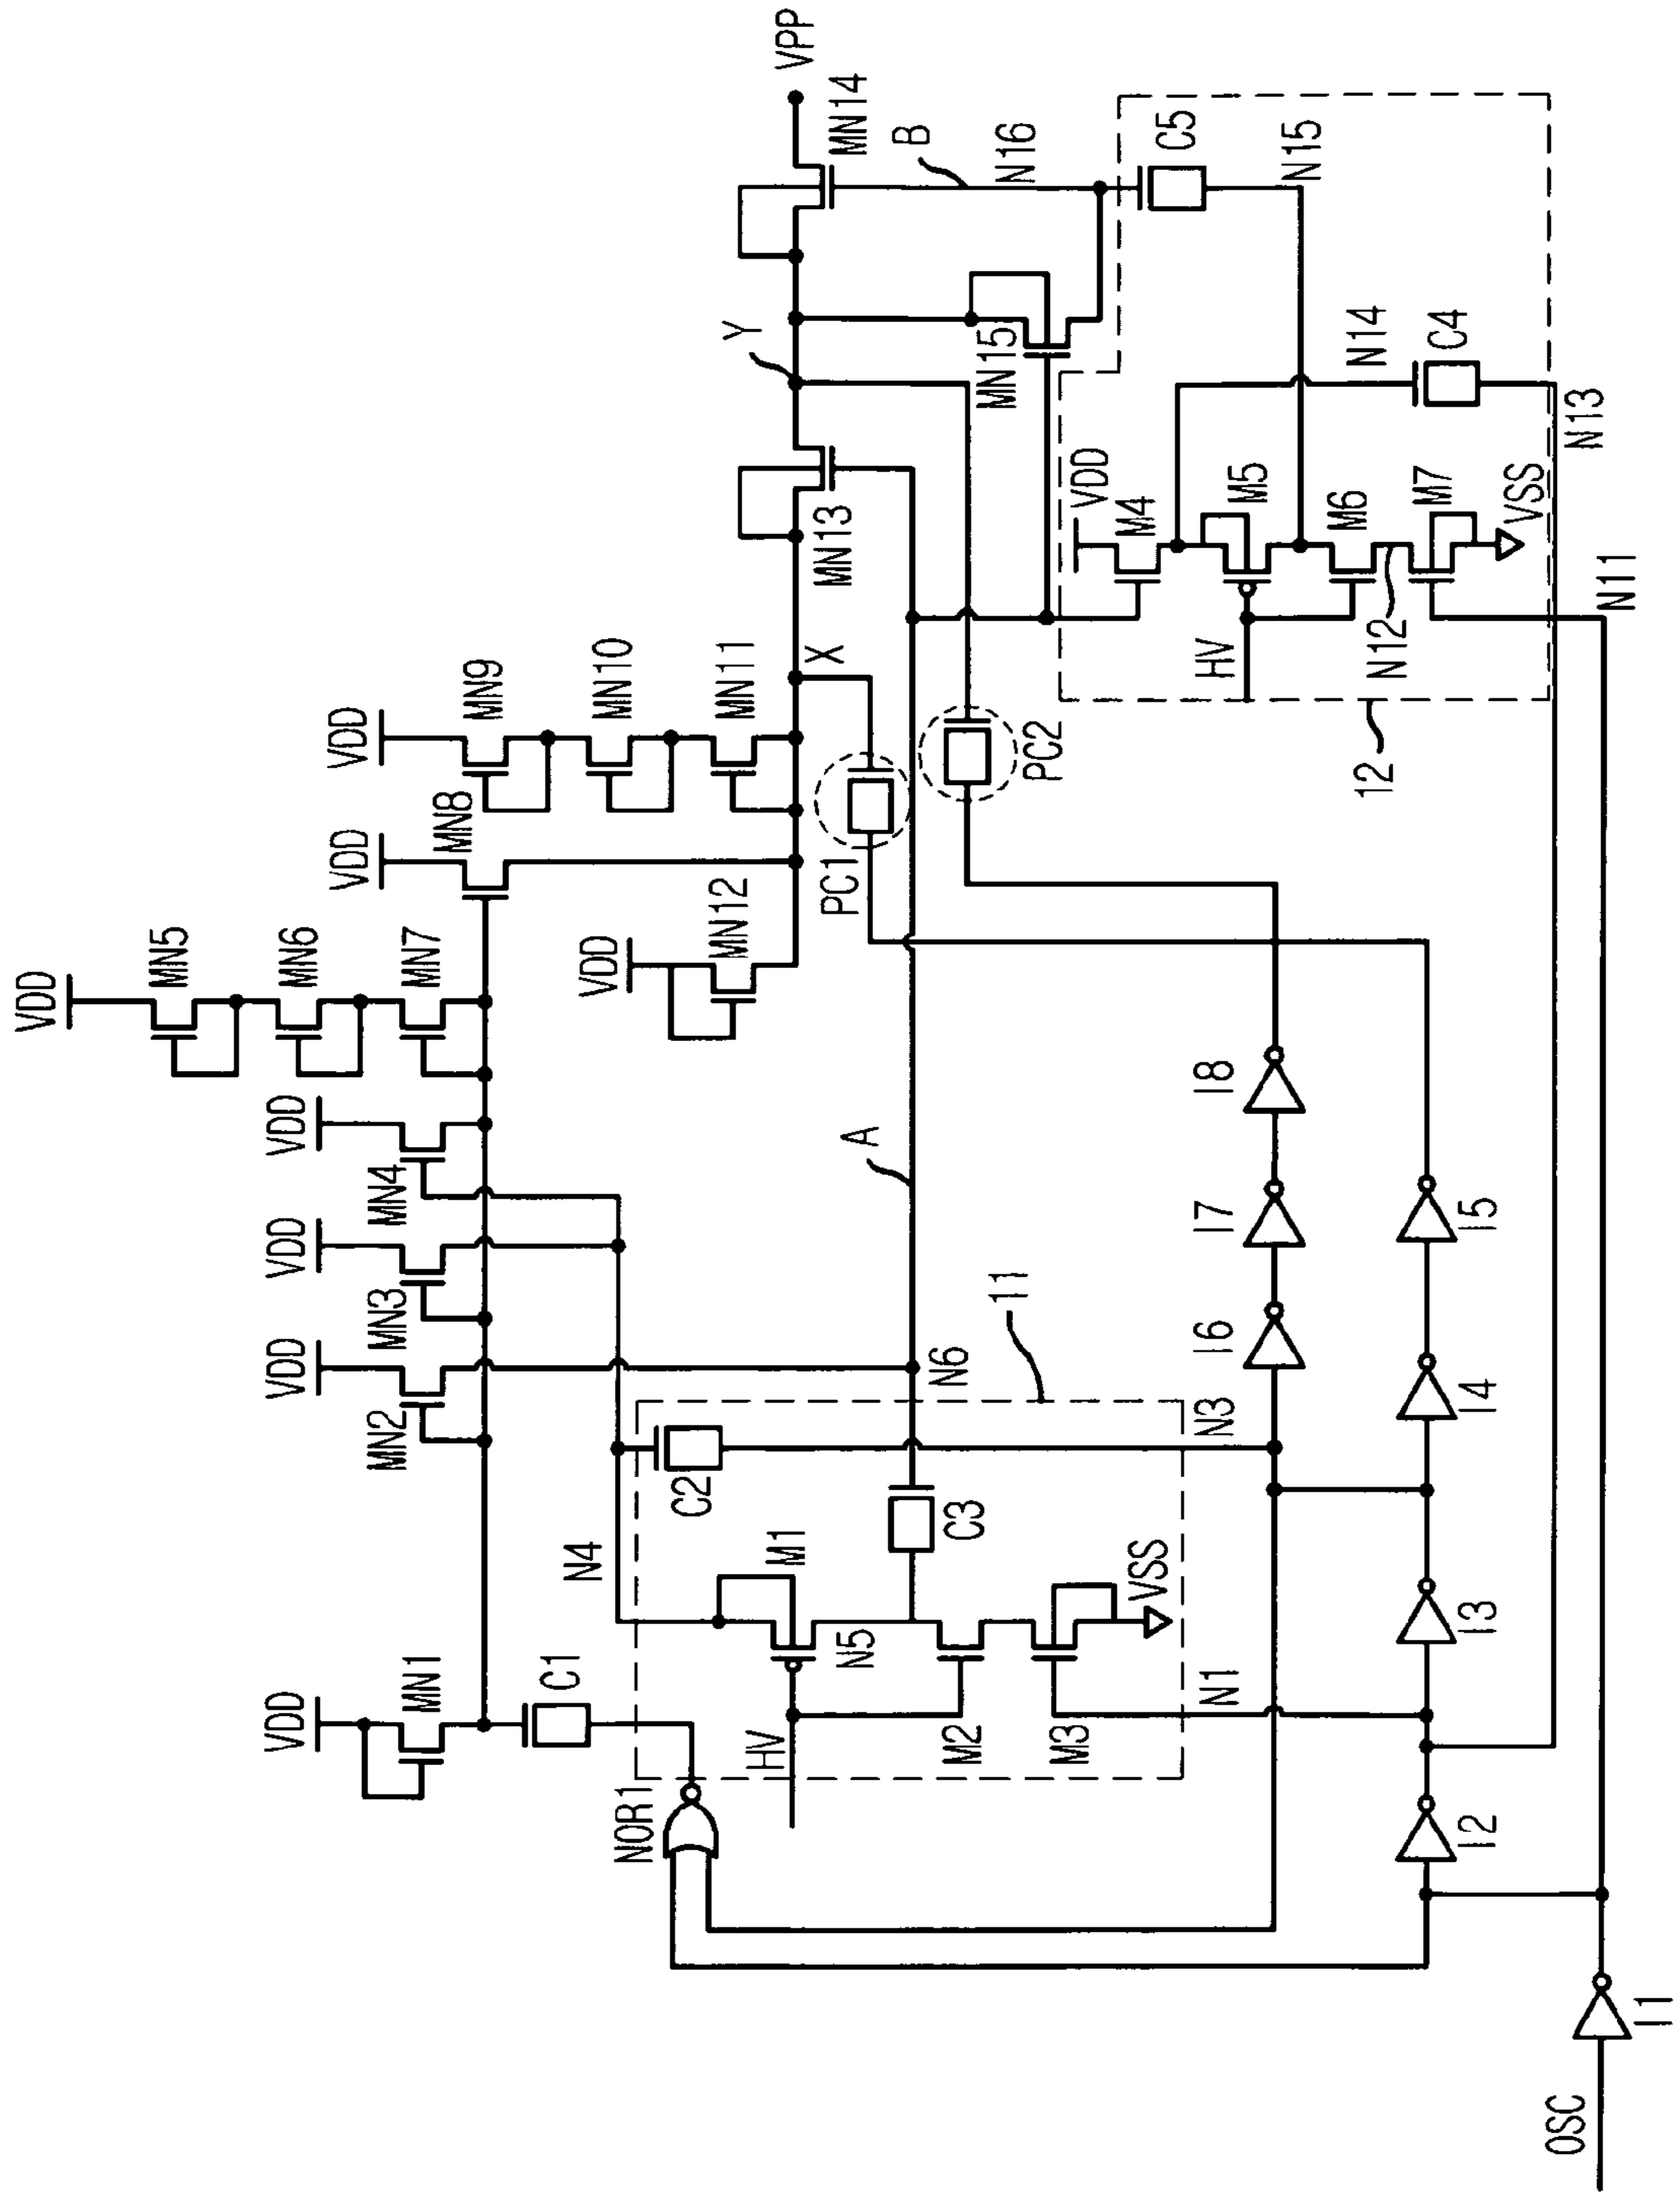 VPP
MN14
B
N16
C5
N15
Y
MN15
N14
C4
N13
VDD
M4
M5
M6
M7
VSS
HV
N12
12
N11
MN13
X
VDD
MN9
MN10
MN11
VDD
MN8
PC1
PC2
VDD
MN12
VDD
MN5
MN6
MN7
VDD
MN4
VDD
MN3
VDD
MN2
A
N6
11
N3
N4
C2
C3
M1
N5
M2
M3
VSS
N1
HV
VDD
MN1
C1
NOR1
I8
I7
I6
I5
I4
I3
I2
I1
OSC